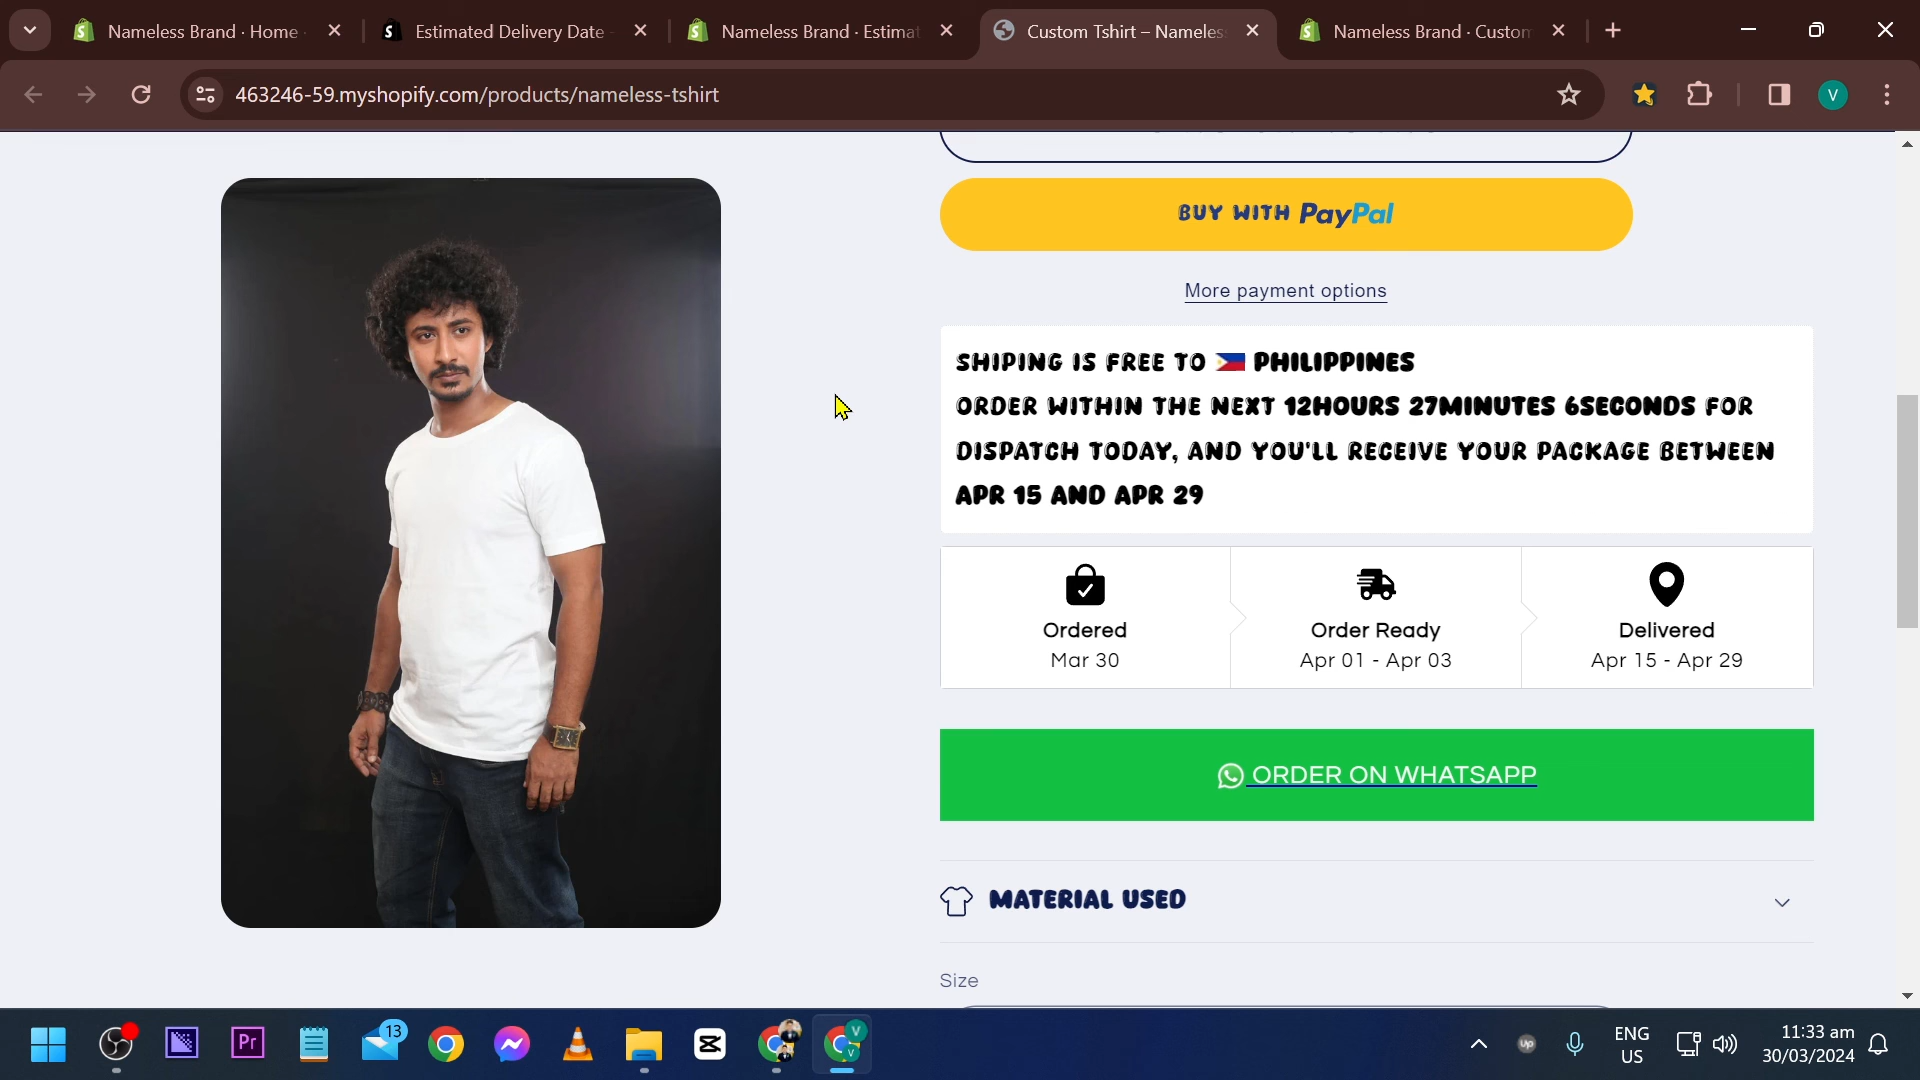 Nameless Brand · Home
Estimated Delivery Date
Nameless Brand · Estima
Custom Tshirt – Nameles
Nameless Brand · Custom
463246-59.myshopify.com/products/nameless-tshirt
V
BUY WITH PayPal
More payment options
SHIPING IS FREE TO 🇵🇭 PHILIPPINES
ORDER WITHIN THE NEXT 12HOURS 27MINUTES 6SECONDS FOR
DISPATCH TODAY, AND YOU'LL RECEIVE YOUR PACKAGE BETWEEN
APR 15 AND APR 29
Ordered
Mar 30
Order Ready
Apr 01 - Apr 03
Delivered
Apr 15 - Apr 29
ORDER ON WHATSAPP
MATERIAL USED
Size
Pr
13
V
V
up
ENG
US
11:33 am
30/03/2024